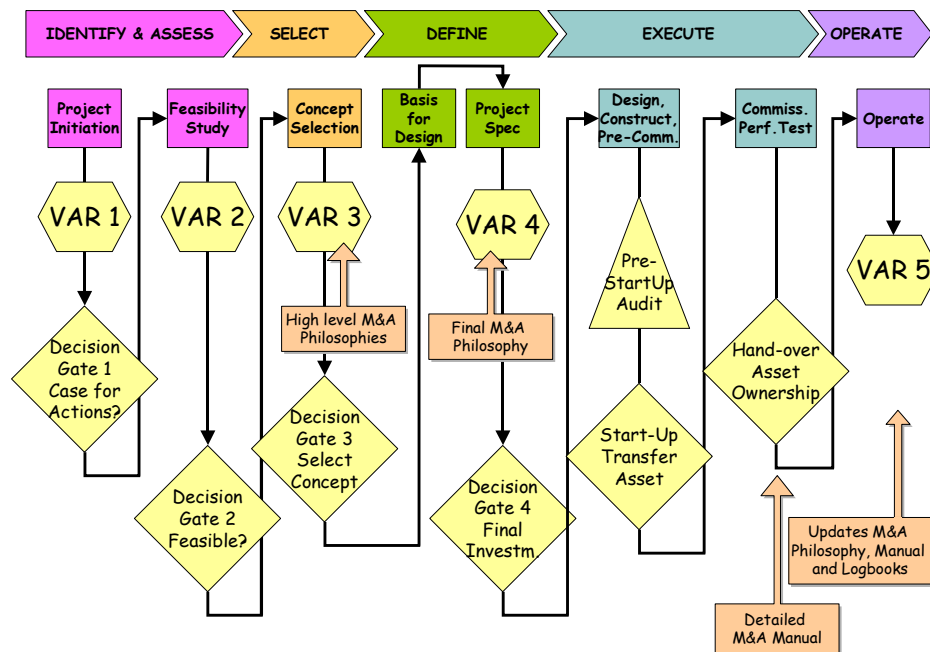 IDENTIFY & ASSESS
SELECT
DEFINE
EXECUTE
OPERATE
Project
Initiation
Feasibility
Study
Concept
Selection
Basis
for
Design
Project
Spec
Design,
Construct,
Pre-Comm.
Commiss.
Perf.Test
Operate
VAR 1
VAR 2
VAR 3
VAR 4
Pre-
StartUp
Audit
VAR 5
High level M&A
Philosophies
Final M&A
Philosophy
Decision
Gate 1
Case for
Actions?
Decision
Gate 2
Feasible?
Decision
Gate 3
Select
Concept
Decision
Gate 4
Final
Investm.
Start-Up
Transfer
Asset
Hand-over
Asset
Ownership
Updates M&A
Philosophy, Manual
and Logbooks
Detailed
M&A Manual